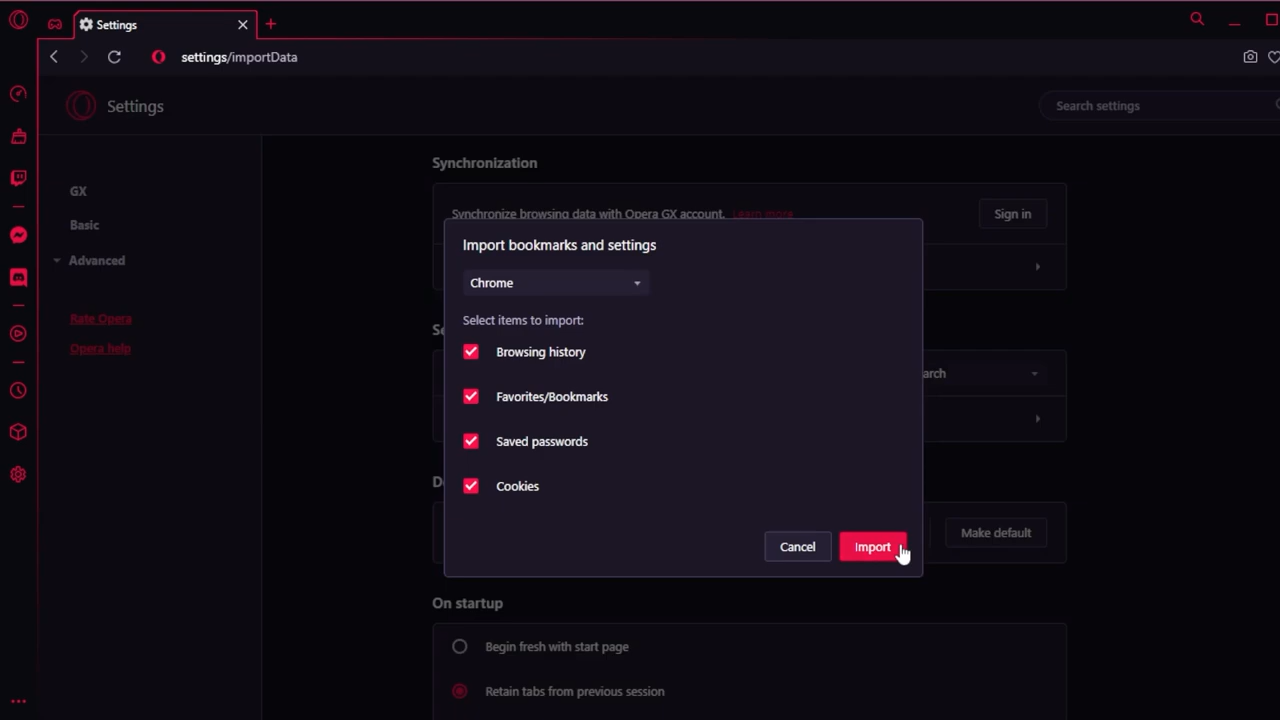 Settings
settings/importData
Settings
Search settings
GX
Basic
Advanced
Rate Opera
Opera help
Synchronization
Synchronize browsing data with Opera GX account. Learn more
Sign in
Import bookmarks and settings
Chrome
Select items to import:
Browsing history
Favorites/Bookmarks
Saved passwords
Cookies
Cancel
Import
Make default
On startup
Begin fresh with start page
Retain tabs from previous session